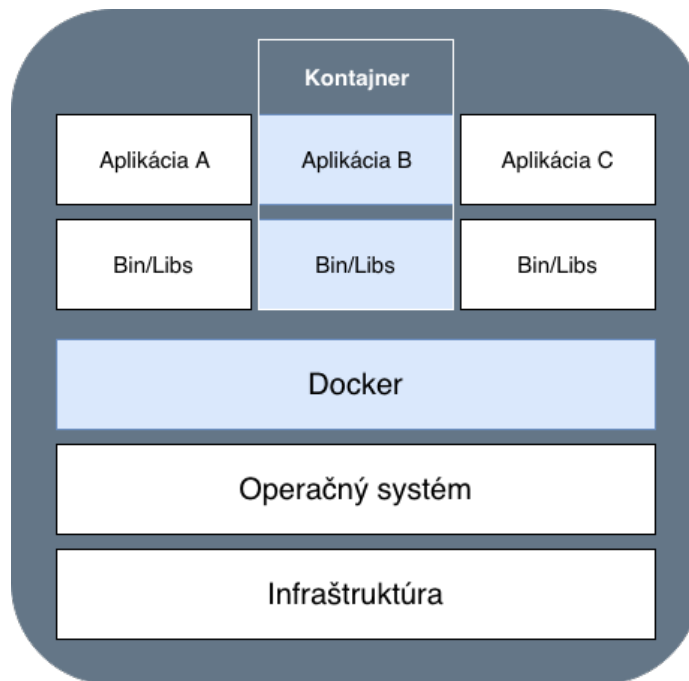 Kontajner
Aplikácia A
Aplikácia B
Aplikácia C
Bin/Libs
Bin/Libs
Bin/Libs
Docker
Operačný systém
Infraštruktúra